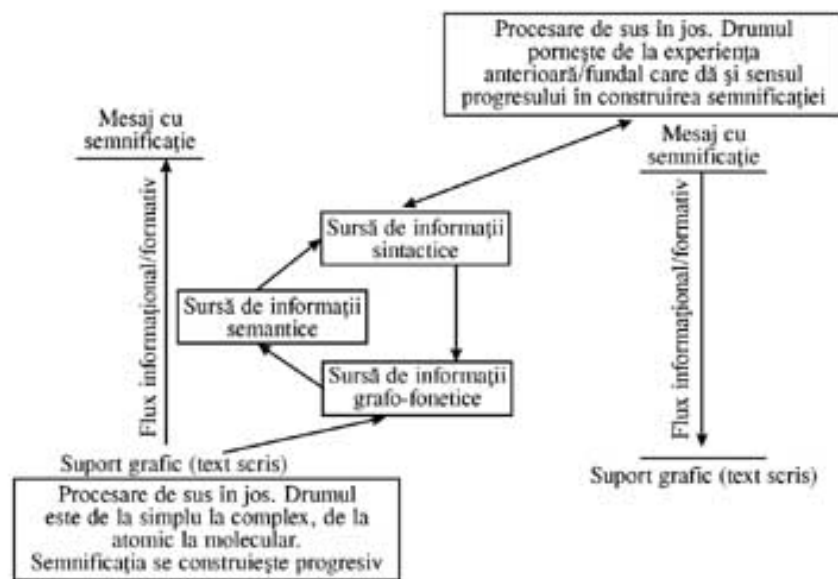 Procesare de sus în jos. Drumul
pornește de la experiența
anterioară/fundal care dă și sensul
progresului în construirea semnificației
Mesaj cu
semnificație
Mesaj cu
semnificație
Flux informațional/formativ
Sursă de informații
sintactice
Sursă de informații
semantice
Sursă de informații
grafo-fonetice
Flux informațional/formativ
Suport grafic (text scris)
Suport grafic (text scris)
Procesare de sus în jos. Drumul
este de la simplu la complex, de la
atomic la molecular.
Semnificația se construiește progresiv